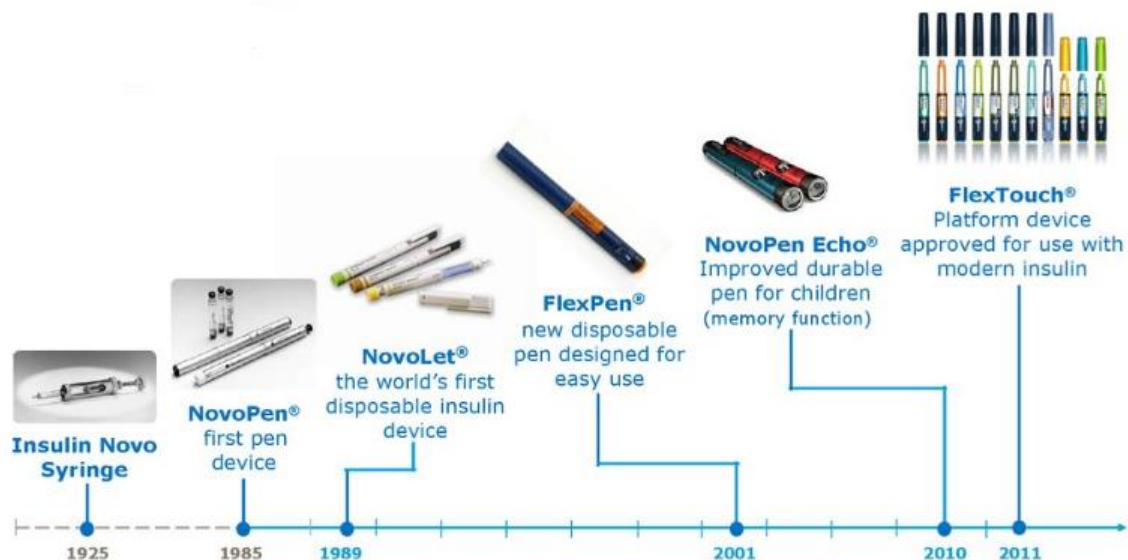 Insulin Novo
Syringe
NovoPen®
first pen
device
NovoLet®
the world's first
disposable insulin
device
FlexPen®
new disposable
pen designed for
easy use
NovoPen Echo®
Improved durable
pen for children
(memory function)
FlexTouch®
Platform device
approved for use with
modern insulin
1925
1985
1989
2001
2010
2011